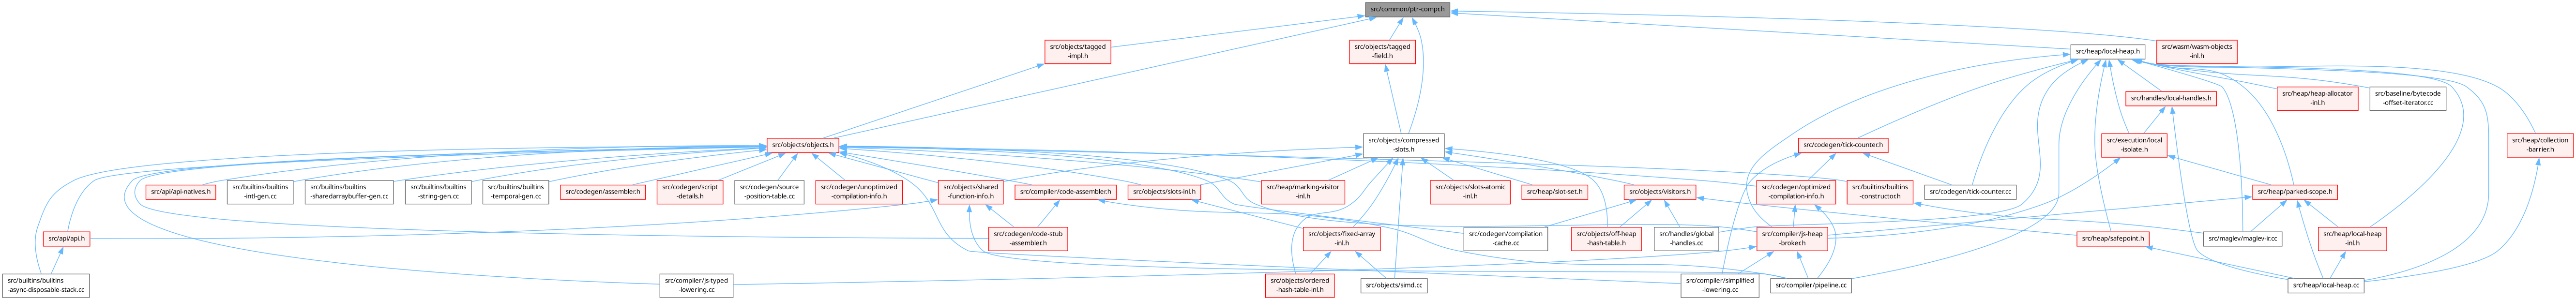 src/common/ptr-compr.h
src/objects/tagged
-impl.h
src/objects/tagged
-field.h
src/heap/local-heap.h
src/wasm/wasm-objects
-inl.h
src/handles/local-handles.h
src/heap/heap-allocator
-inl.h
src/baseline/bytecode
-offset-iterator.cc
src/objects/objects.h
src/objects/compressed
-slots.h
src/codegen/tick-counter.h
src/execution/local
-isolate.h
src/heap/collection
-barrier.h
src/api/api-natives.h
src/builtins/builtins
-intl-gen.cc
src/builtins/builtins
-sharedarraybuffer-gen.cc
src/builtins/builtins
-string-gen.cc
src/builtins/builtins
-temporal-gen.cc
src/codegen/assembler.h
src/codegen/script
-details.h
src/codegen/source
-position-table.cc
src/codegen/unoptimized
-compilation-info.h
src/objects/shared
-function-info.h
src/compiler/code-assembler.h
src/objects/slots-inl.h
src/heap/marking-visitor
-inl.h
src/objects/slots-atomic
-inl.h
src/heap/slot-set.h
src/objects/visitors.h
src/codegen/optimized
-compilation-info.h
src/builtins/builtins
-constructor.h
src/codegen/tick-counter.cc
src/heap/parked-scope.h
src/api/api.h
src/codegen/code-stub
-assembler.h
src/objects/fixed-array
-inl.h
src/codegen/compilation
-cache.cc
src/objects/off-heap
-hash-table.h
src/handles/global
-handles.cc
src/compiler/js-heap
-broker.h
src/heap/safepoint.h
src/maglev/maglev-ir.cc
src/heap/local-heap
-inl.h
src/builtins/builtins
-async-disposable-stack.cc
src/compiler/js-typed
-lowering.cc
src/objects/ordered
-hash-table-inl.h
src/objects/simd.cc
src/compiler/simplified
-lowering.cc
src/compiler/pipeline.cc
src/heap/local-heap.cc